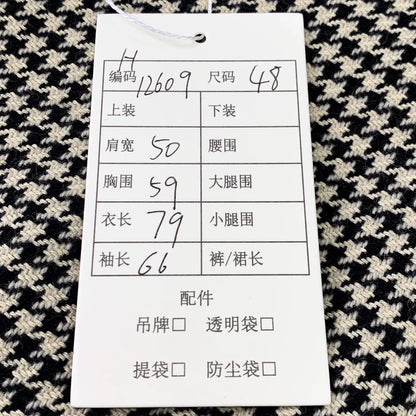 H
编码 12609 尺码 48
上装 下装
肩宽 50 腰围
胸围 59 大腿围
衣长 79 小腿围
袖长 66 裤/裙长
配件
吊牌□ 透明袋□
提袋□ 防尘袋□